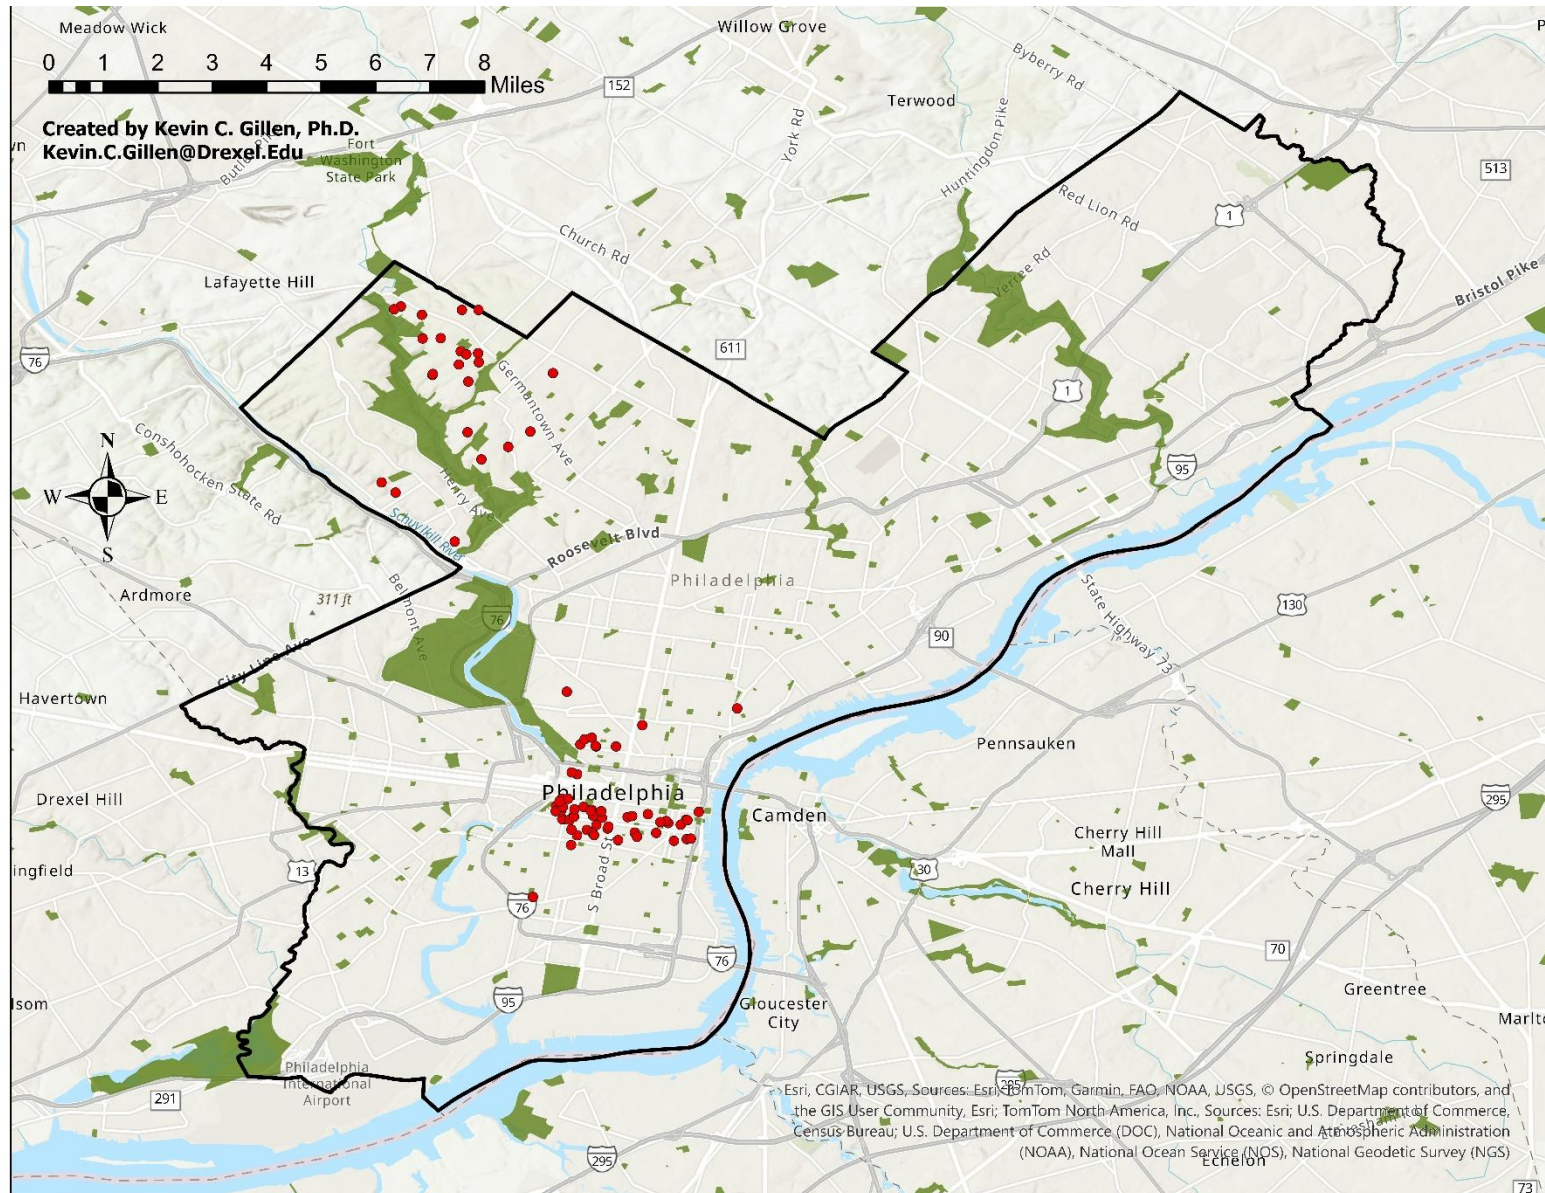 Meadow Wick
Willow Grove
0 1 2 3 4 5 6 7 8
Miles
152
Byberry Rd
Terwood
Created by Kevin C. Gillen, Ph.D.
Kevin.C.Gillen@Drexel.Edu
Fort
Washington
State Park
York Rd
Huntingdon Pike
513
Red Lion Rd
1
Church Rd
Lafayette Hill
Verree Rd
Bristol Pike
76
611
1
Germantown Ave
Conshohocken State Rd
N
W E
S
Henry Ave
95
Schuylkill River
Roosevelt Blvd
Philadelphia
Ardmore
311 ft
Belmont Ave
76
State Highway 73
130
90
City Line Ave
Havertown
Pennsauken
Drexel Hill
Philadelphia
Camden
295
Cherry Hill
Mall
ingfield
13
30
Cherry Hill
S Broad St
76
70
76
lsom
95
Gloucester
City
Greentree
Marlto
Springdale
Philadelphia
International
Airport
291
295
Esri, CGIAR, USGS, Sources: Esri, TomTom, Garmin, FAO, NOAA, USGS, © OpenStreetMap contributors, and
the GIS User Community, Esri; TomTom North America, Inc., Sources: Esri; U.S. Department of Commerce,
Census Bureau; U.S. Department of Commerce (DOC), National Oceanic and Atmospheric Administration
(NOAA), National Ocean Service (NOS), National Geodetic Survey (NGS)
Echelon
295
73